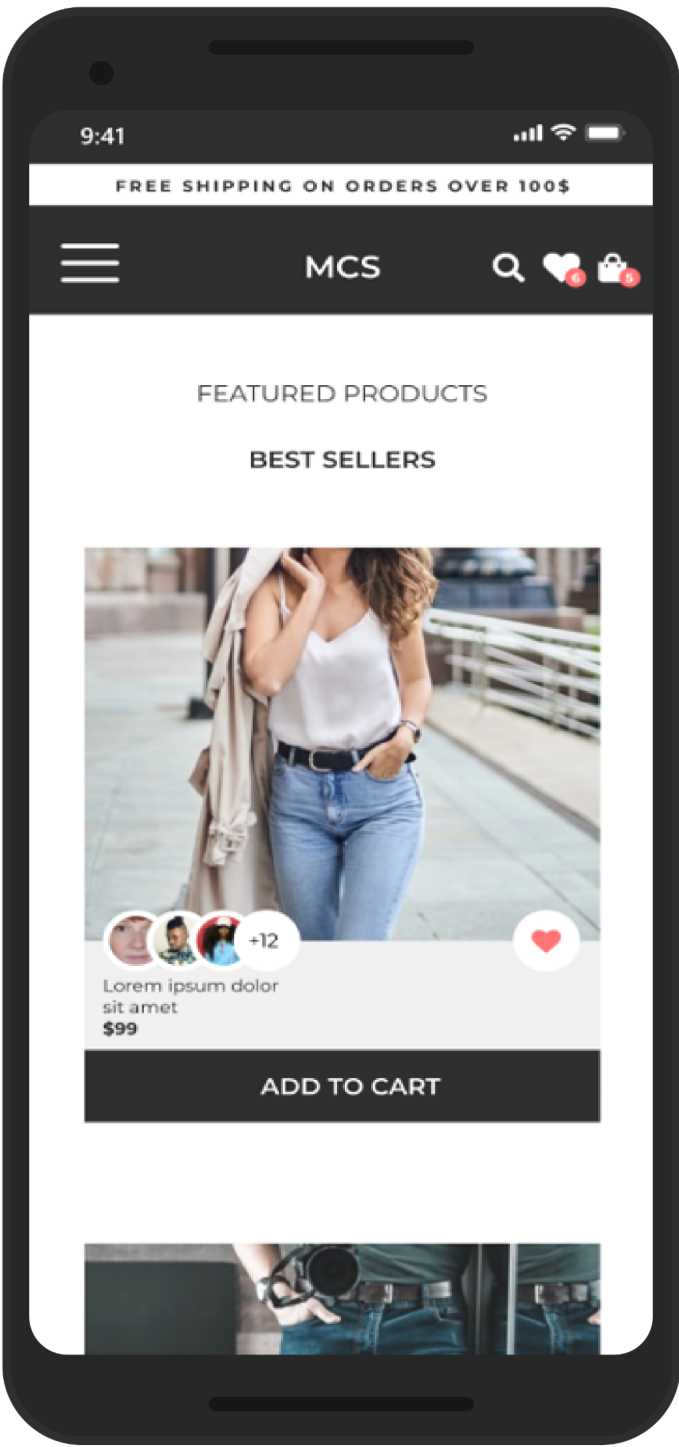 9:41
FREE SHIPPING ON ORDERS OVER 100$
MCS
6
5
FEATURED PRODUCTS
BEST SELLERS
+12
Lorem ipsum dolor
sit amet
$99
ADD TO CART